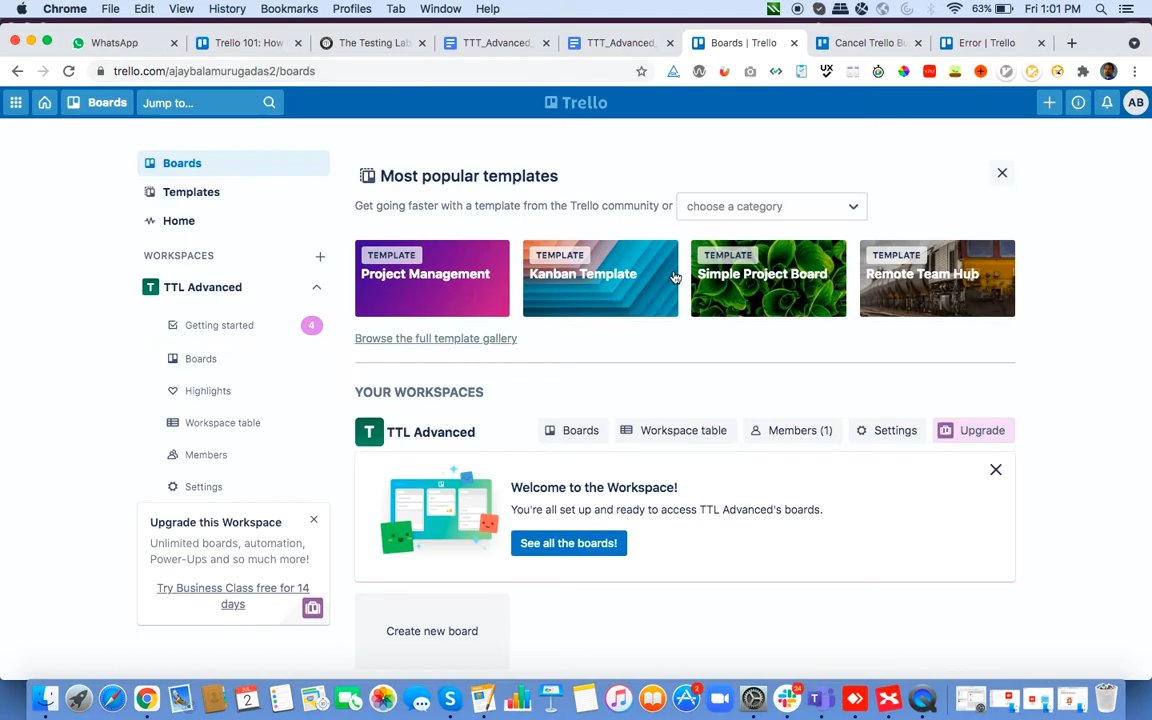 Chrome File Edit View History Bookmarks Profiles Tab Window Help 63% Fri 1:01 PM
WhatsApp Trello 101: How The Testing Lab TTT_Advanced_ TTT_Advanced_ Boards | Trello Cancel Trello Bu Error | Trello
trello.com/ajaybalamurugadas2/boards
Boards Jump to... Trello AB
Boards
Templates
Home
WORKSPACES
T TTL Advanced
Getting started 4
Boards
Highlights
Workspace table
Members
Settings
Upgrade this Workspace
Unlimited boards, automation,
Power-Ups and so much more!
Try Business Class free for 14
days
Most popular templates
Get going faster with a template from the Trello community or choose a category
TEMPLATE TEMPLATE TEMPLATE TEMPLATE
Project Management Kanban Template Simple Project Board Remote Team Hub
Browse the full template gallery
YOUR WORKSPACES
T TTL Advanced Boards Workspace table Members (1) Settings Upgrade
Welcome to the Workspace!
You're all set up and ready to access TTL Advanced's boards.
See all the boards!
Create new board